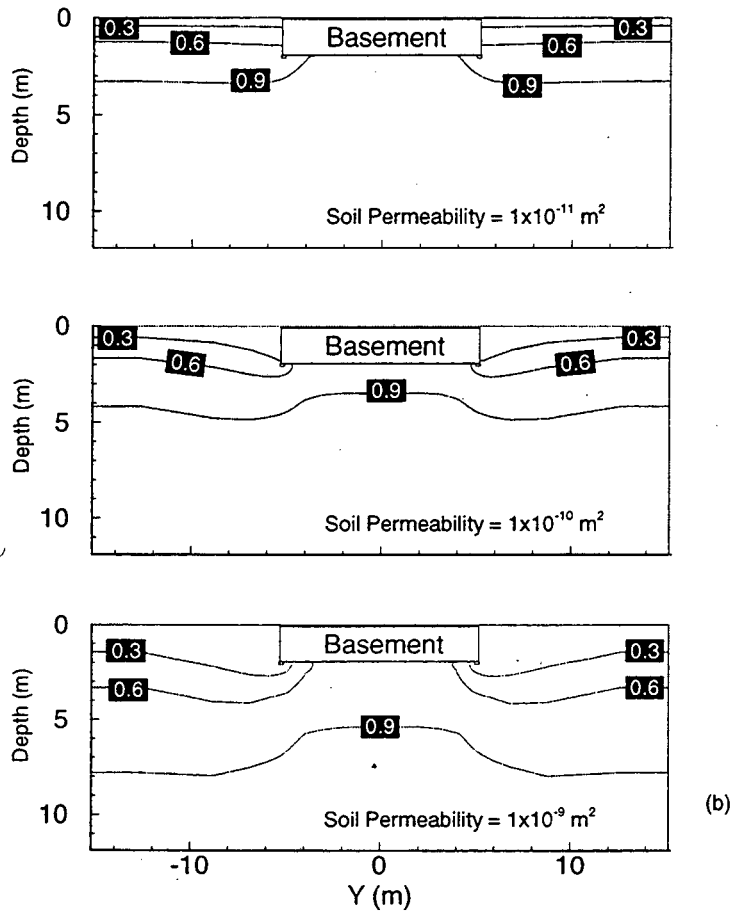 0
0.3
0.3
Basement
0.6
0.6
0.9
0.9
5
Depth (m)
10
Soil Permeability = 1x10⁻¹¹ m²
0
0.3
0.3
Basement
0.6
0.6
0.9
5
Depth (m)
10
Soil Permeability = 1x10⁻¹⁰ m²
0
Basement
0.3
0.3
0.6
0.6
5
0.9
Depth (m)
10
Soil Permeability = 1x10⁻⁹ m²
(b)
-10
0
10
Y (m)